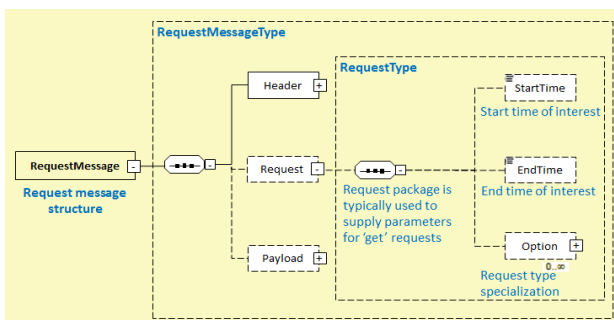 RequestMessageType
RequestType
Header
StartTime
Start time of interest
RequestMessage
Request message
structure
Request
Request package is
typically used to
supply parameters
for 'get' requests
EndTime
End time of interest
Payload
Option
0..∞
Request type
specialization